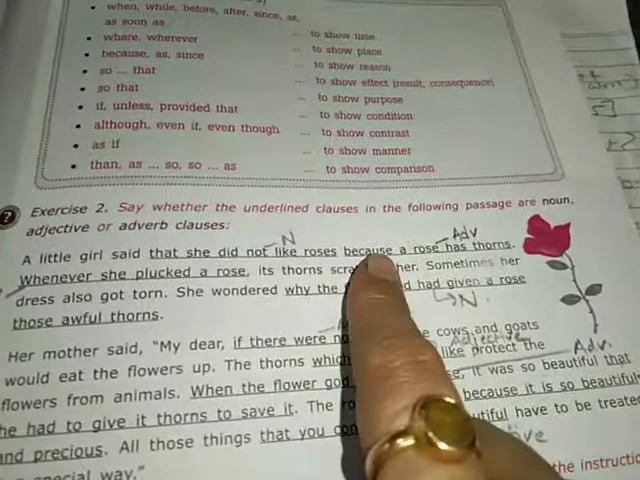 when, while, before, after, since, as,
as soon as ... to show time
where, wherever ... to show place
because, as, since ... to show reason
so ... that ... to show effect (result, consequence)
so that ... to show purpose
if, unless, provided that ... to show condition
although, even if, even though ... to show contrast
as if ... to show manner
than, as ... so, so ... as ... to show comparison
? Exercise 2. Say whether the underlined clauses in the following passage are noun,
adjective or adverb clauses:
N Adv
A little girl said that she did not like roses because a rose has thorns.
Whenever she plucked a rose, its thorns her. Sometimes her
dress also got torn. She wondered why the had given a rose
N
those awful thorns.
Her mother said, "My dear, if there were cows and goats
Adjective
would eat the flowers up. The thorns which like protect the
Adv.
flowers from animals. When the flower god it was so beautiful that
he had to give it thorns to save it. The because it is so beautiful
and precious. All those things that you have to be treated
special way."
the